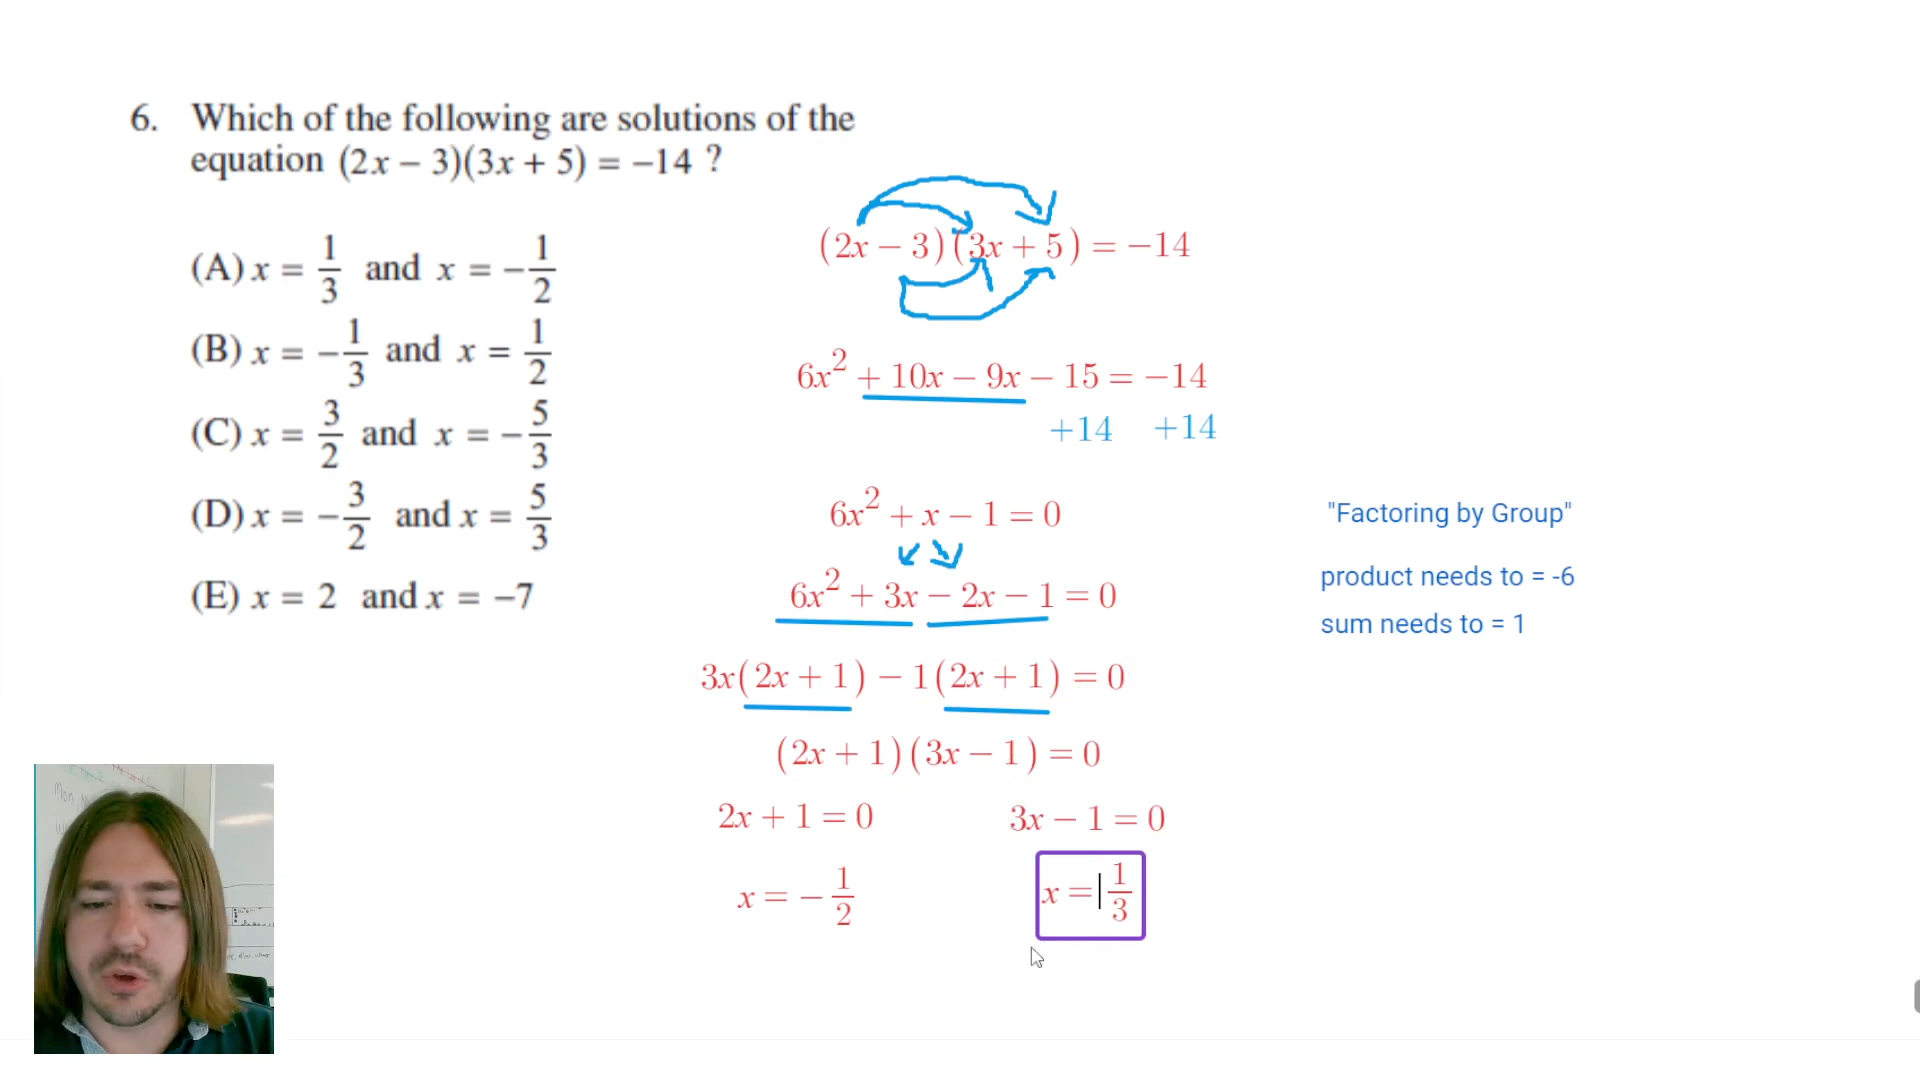 6. Which of the following are solutions of the
equation (2x − 3)(3x + 5) = −14 ?
(A) x = 1/3 and x = −1/2
(B) x = −1/3 and x = 1/2
(C) x = 3/2 and x = −5/3
(D) x = −3/2 and x = 5/3
(E) x = 2 and x = −7
(2x − 3)(3x + 5) = −14
6x² + 10x − 9x − 15 = −14
+14 +14
6x² + x − 1 = 0
6x² + 3x − 2x − 1 = 0
3x(2x + 1) − 1(2x + 1) = 0
(2x + 1)(3x − 1) = 0
2x + 1 = 0 3x − 1 = 0
x = −1/2 x = 1/3
"Factoring by Group"
product needs to = -6
sum needs to = 1
Mon